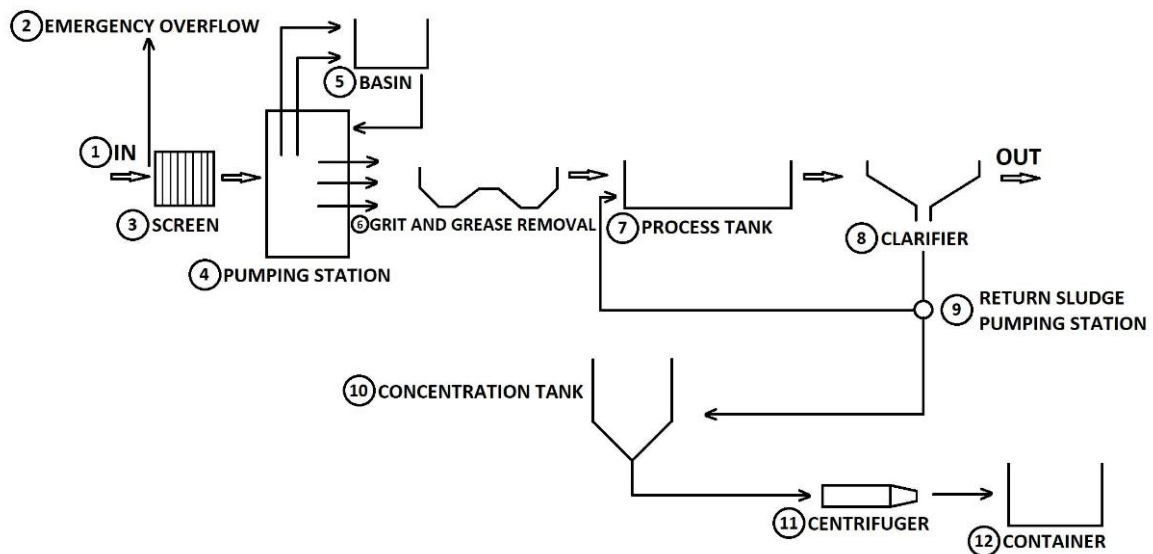 2 EMERGENCY OVERFLOW
5 BASIN
1 IN
3 SCREEN
4 PUMPING STATION
6 GRIT AND GREASE REMOVAL
7 PROCESS TANK
8 CLARIFIER
OUT
9 RETURN SLUDGE
PUMPING STATION
10 CONCENTRATION TANK
11 CENTRIFUGER
12 CONTAINER